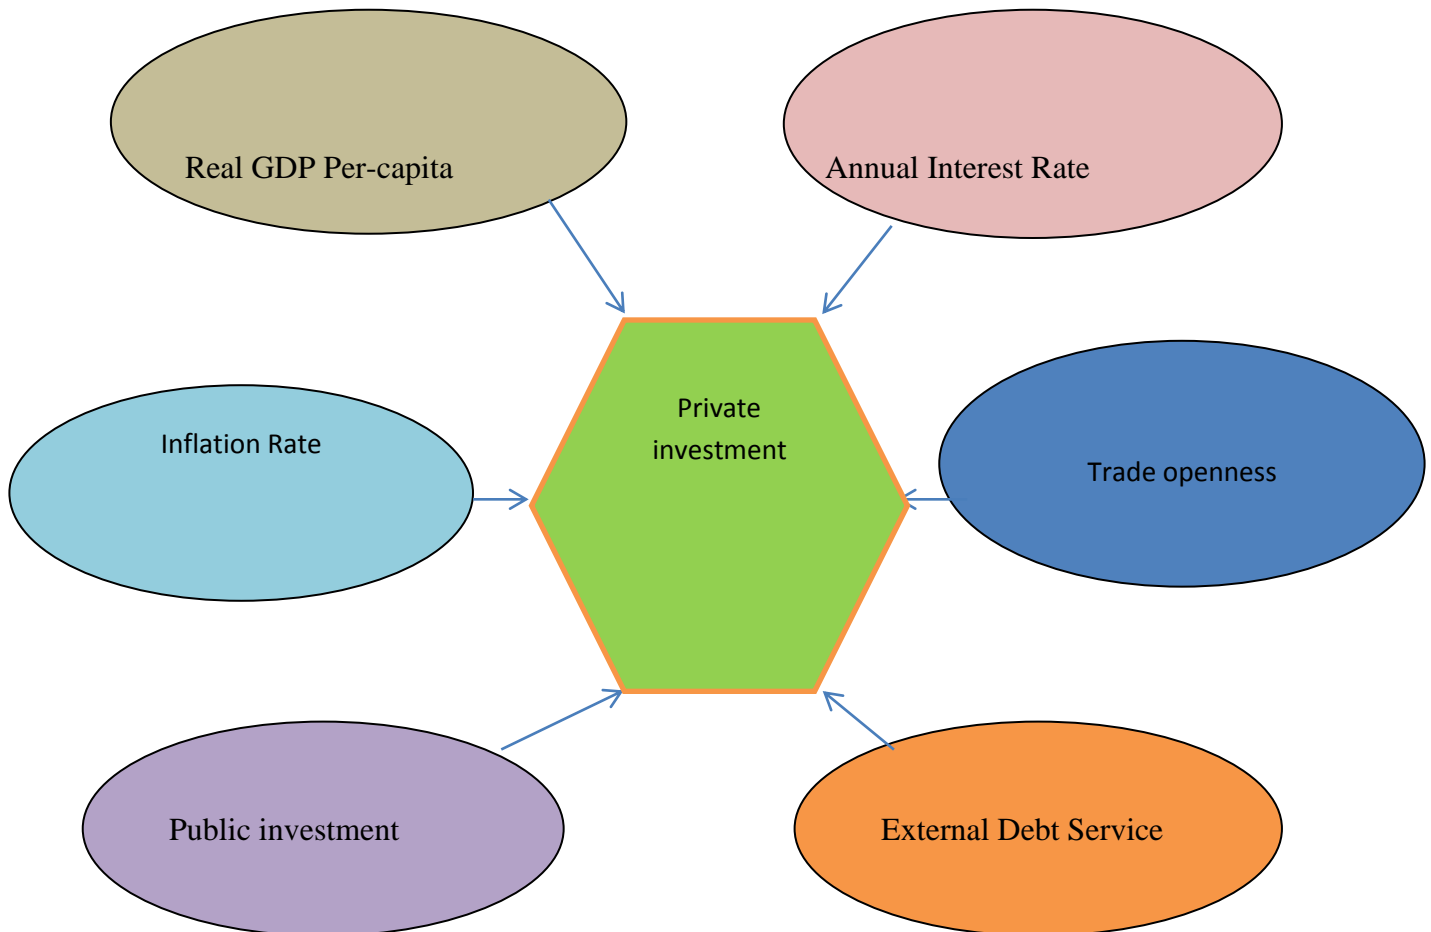 Real GDP Per-capita
Annual Interest Rate
Private
investment
Inflation Rate
Trade openness
Public investment
External Debt Service